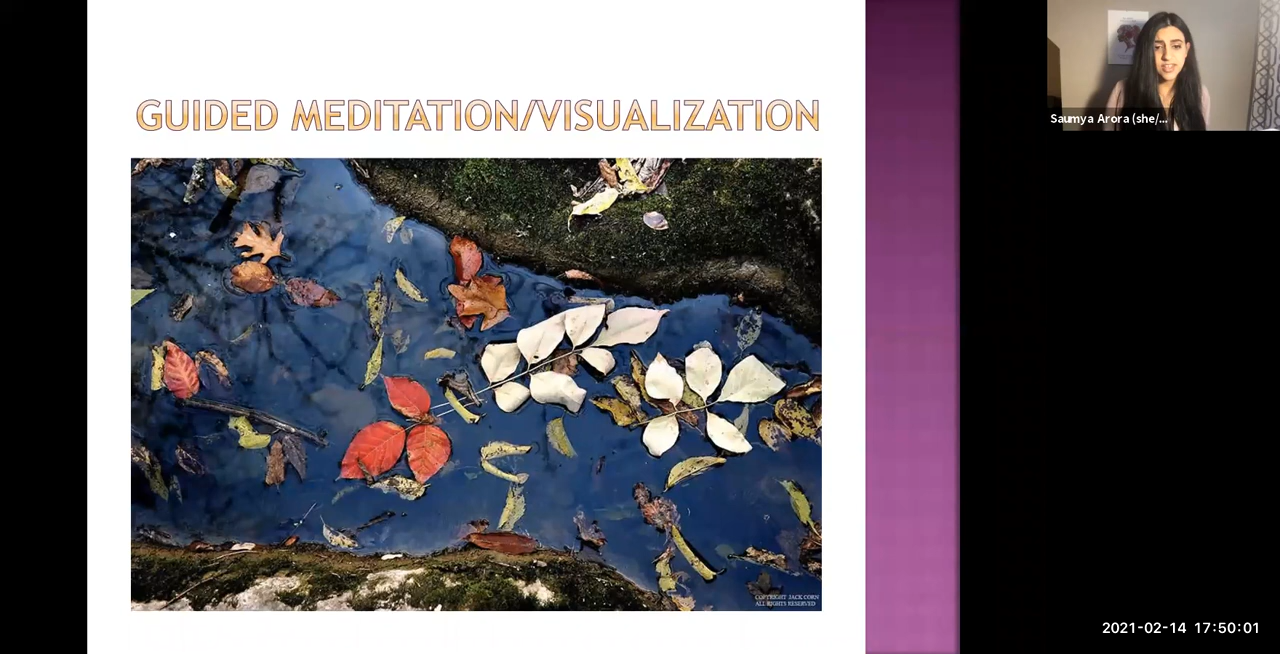 GUIDED MEDITATION/VISUALIZATION
Saumya Arora (she/...
COPYRIGHT JACK CORN
ALL RIGHTS RESERVED
2021-02-14 17:50:01